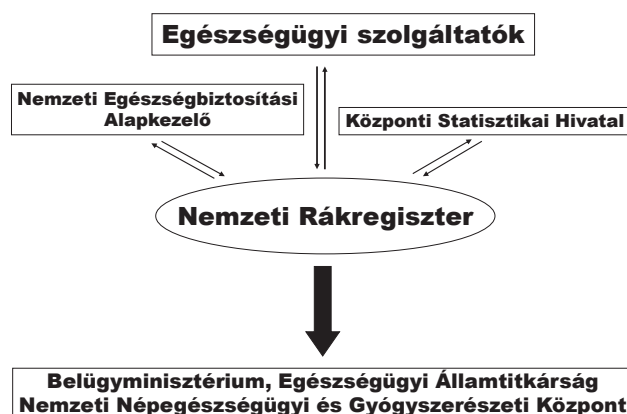 Egészségügyi szolgáltatók
Nemzeti Egészségbiztosítási
Alapkezelő
Központi Statisztikai Hivatal
Nemzeti Rákregiszter
Belügyminisztérium, Egészségügyi Államtitkárság
Nemzeti Népegészségügyi és Gyógyszerészeti Központ